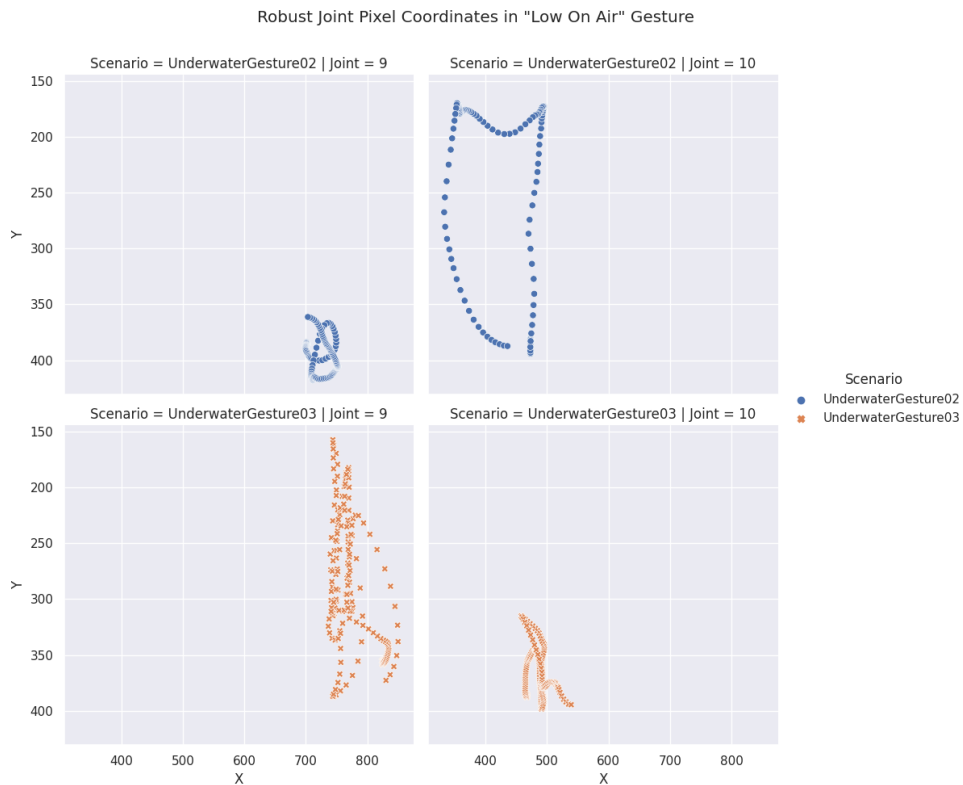 Robust Joint Pixel Coordinates in "Low On Air" Gesture
Scenario = UnderwaterGesture02 | Joint = 9
Scenario = UnderwaterGesture02 | Joint = 10
150
200
250
300
350
400
Y
Scenario = UnderwaterGesture03 | Joint = 9
Scenario = UnderwaterGesture03 | Joint = 10
150
200
250
300
350
400
Y
400 500 600 700 800
X
400 500 600 700 800
X
Scenario
UnderwaterGesture02
UnderwaterGesture03